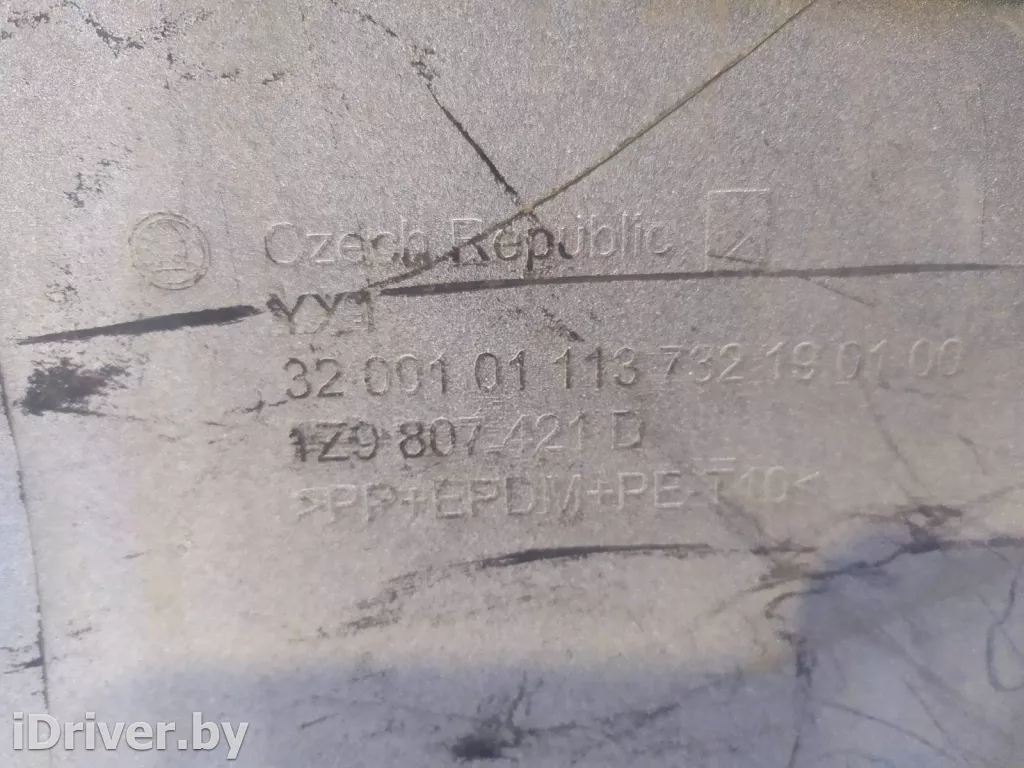 Czech Republic
YX1
32 001 01 113 732 19 01 00
1Z9 807 421 D
>PP+EPDM+PE-T10<
iDriver.by